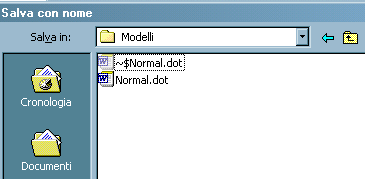 Salva con nome
Salva in: Modelli
~$Normal.dot
Normal.dot
Cronologia
Documenti